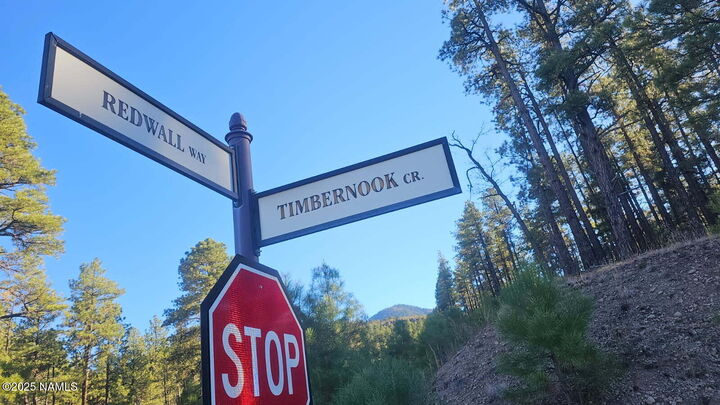 REDWALL WAY
TIMBERNOOK CR.
STOP
©2025 NAMLS